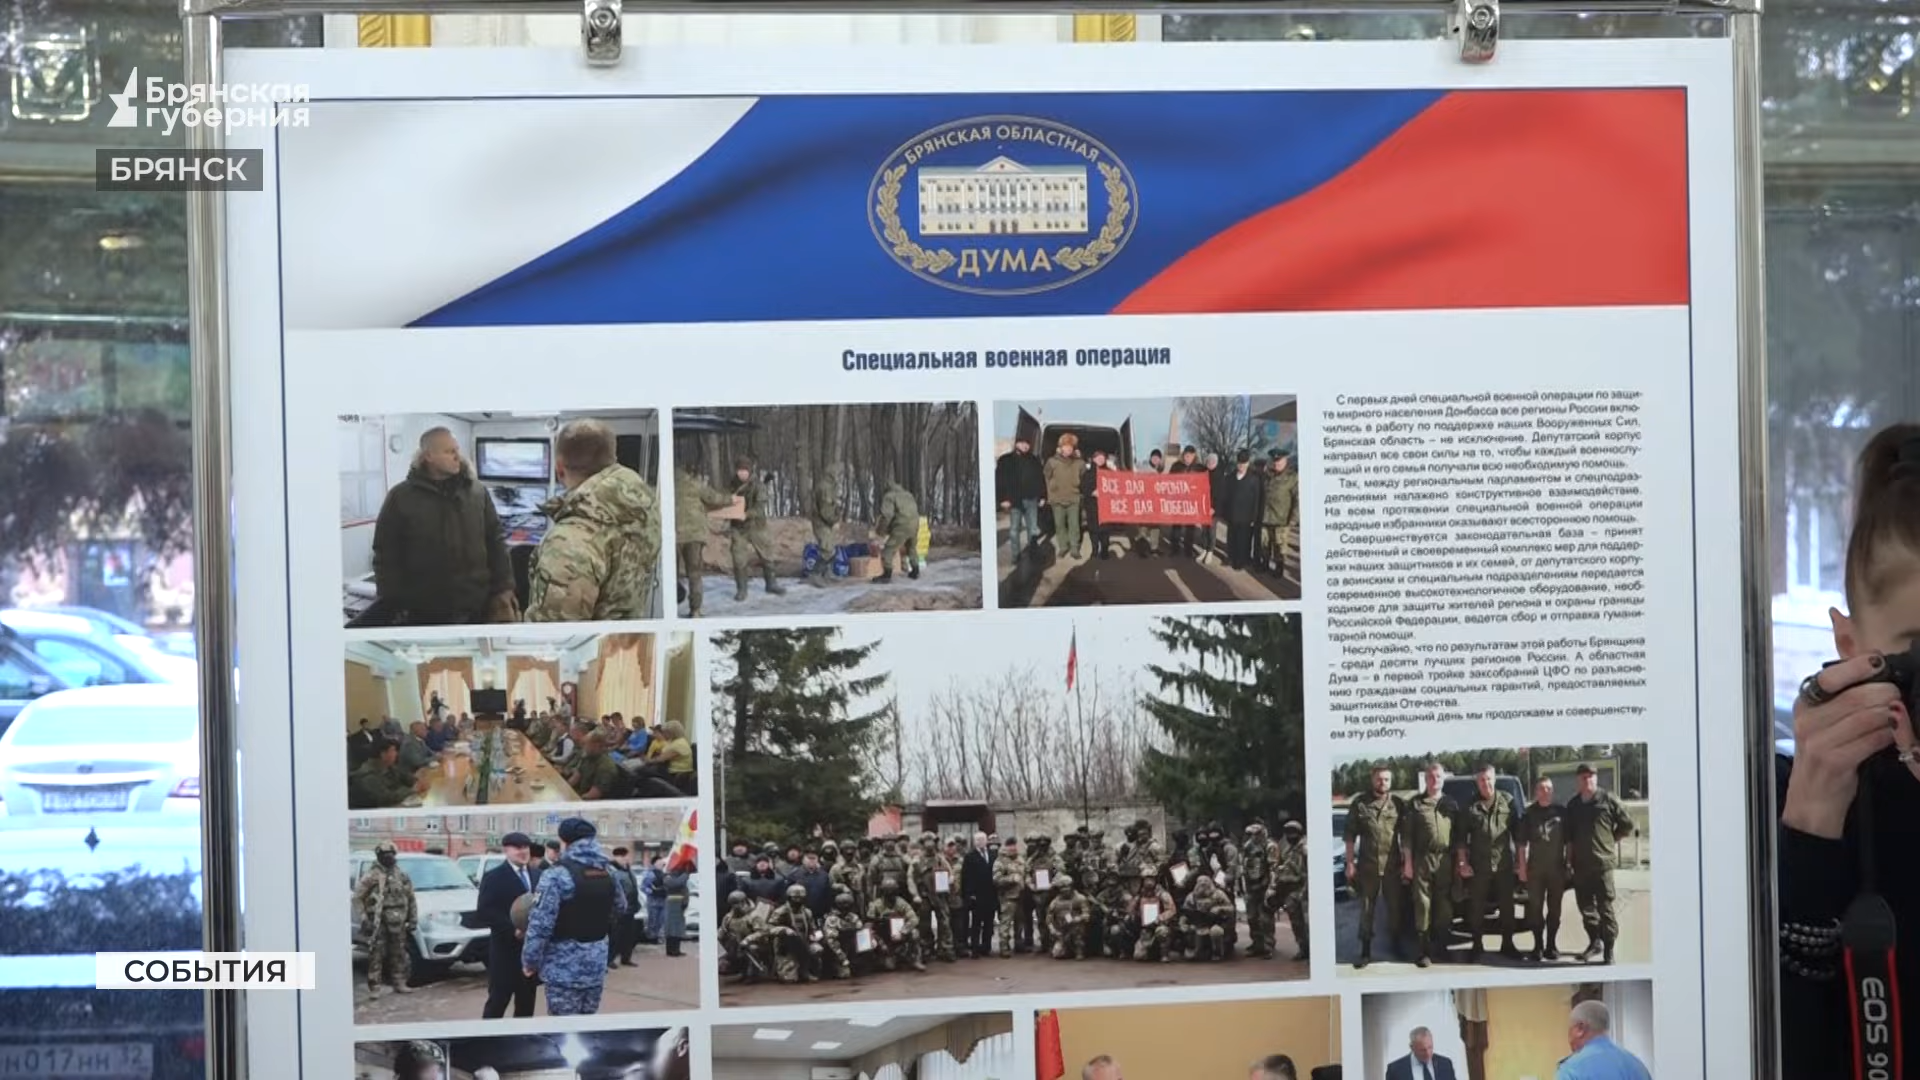 Брянская
губерния
БРЯНСК
БРЯНСКАЯ ОБЛАСТНАЯ
ДУМА
Специальная военная операция
С первых дней специальной военной операции по защи-
те мирного населения Донбасса все регионы России вклю-
чились в работу по поддержке наших Вооруженных Сил,
Брянская область – не исключение. Депутатский корпус
направил все свои силы на то, чтобы каждый военнослу-
жащий и его семья получали всю необходимую помощь.
Так, между региональным парламентом и спецподраз-
делениями налажено конструктивное взаимодействие.
На всем протяжении специальной военной операции
народные избранники оказывают всестороннюю помощь.
Совершенствуется законодательная база – принят
действенный и своевременный комплекс мер для поддер-
жки наших защитников и их семей, от депутатского корпу-
са воинским и специальным подразделениям передается
современное высокотехнологичное оборудование, необ-
ходимое для защиты жителей региона и охраны границы
Российской Федерации, ведется сбор и отправка гумани-
тарной помощи.
Неслучайно, что по результатам этой работы Брянщина
– среди десяти лучших регионов России. А областная
Дума – в первой тройке заксобраний ЦФО по разъясне-
нию гражданам социальных гарантий, предоставляемых
защитникам Отечества.
На сегодняшний день мы продолжаем и совершенству-
ем эту работу.
ВСЕ ДЛЯ ФРОНТА-
ВСЁ ДЛЯ ПОБЕДЫ!
СОБЫТИЯ
Н017НН 32
EOS 90